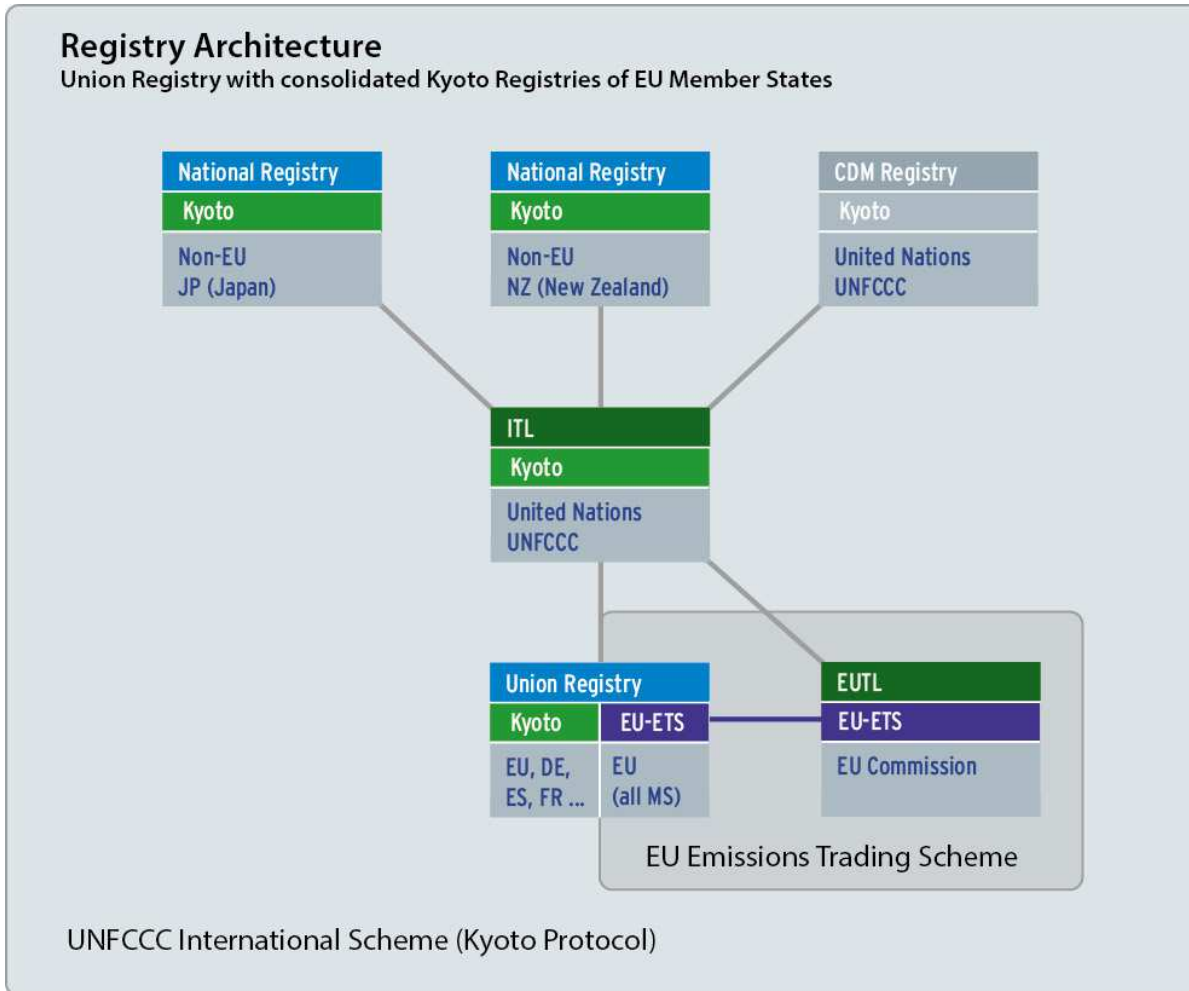 Registry Architecture
Union Registry with consolidated Kyoto Registries of EU Member States
National Registry
Kyoto
Non-EU
JP (Japan)
National Registry
Kyoto
Non-EU
NZ (New Zealand)
CDM Registry
Kyoto
United Nations
UNFCCC
ITL
Kyoto
United Nations
UNFCCC
Union Registry
Kyoto
EU-ETS
EU, DE,
ES, FR ...
EU
(all MS)
EUTL
EU-ETS
EU Commission
EU Emissions Trading Scheme
UNFCCC International Scheme (Kyoto Protocol)